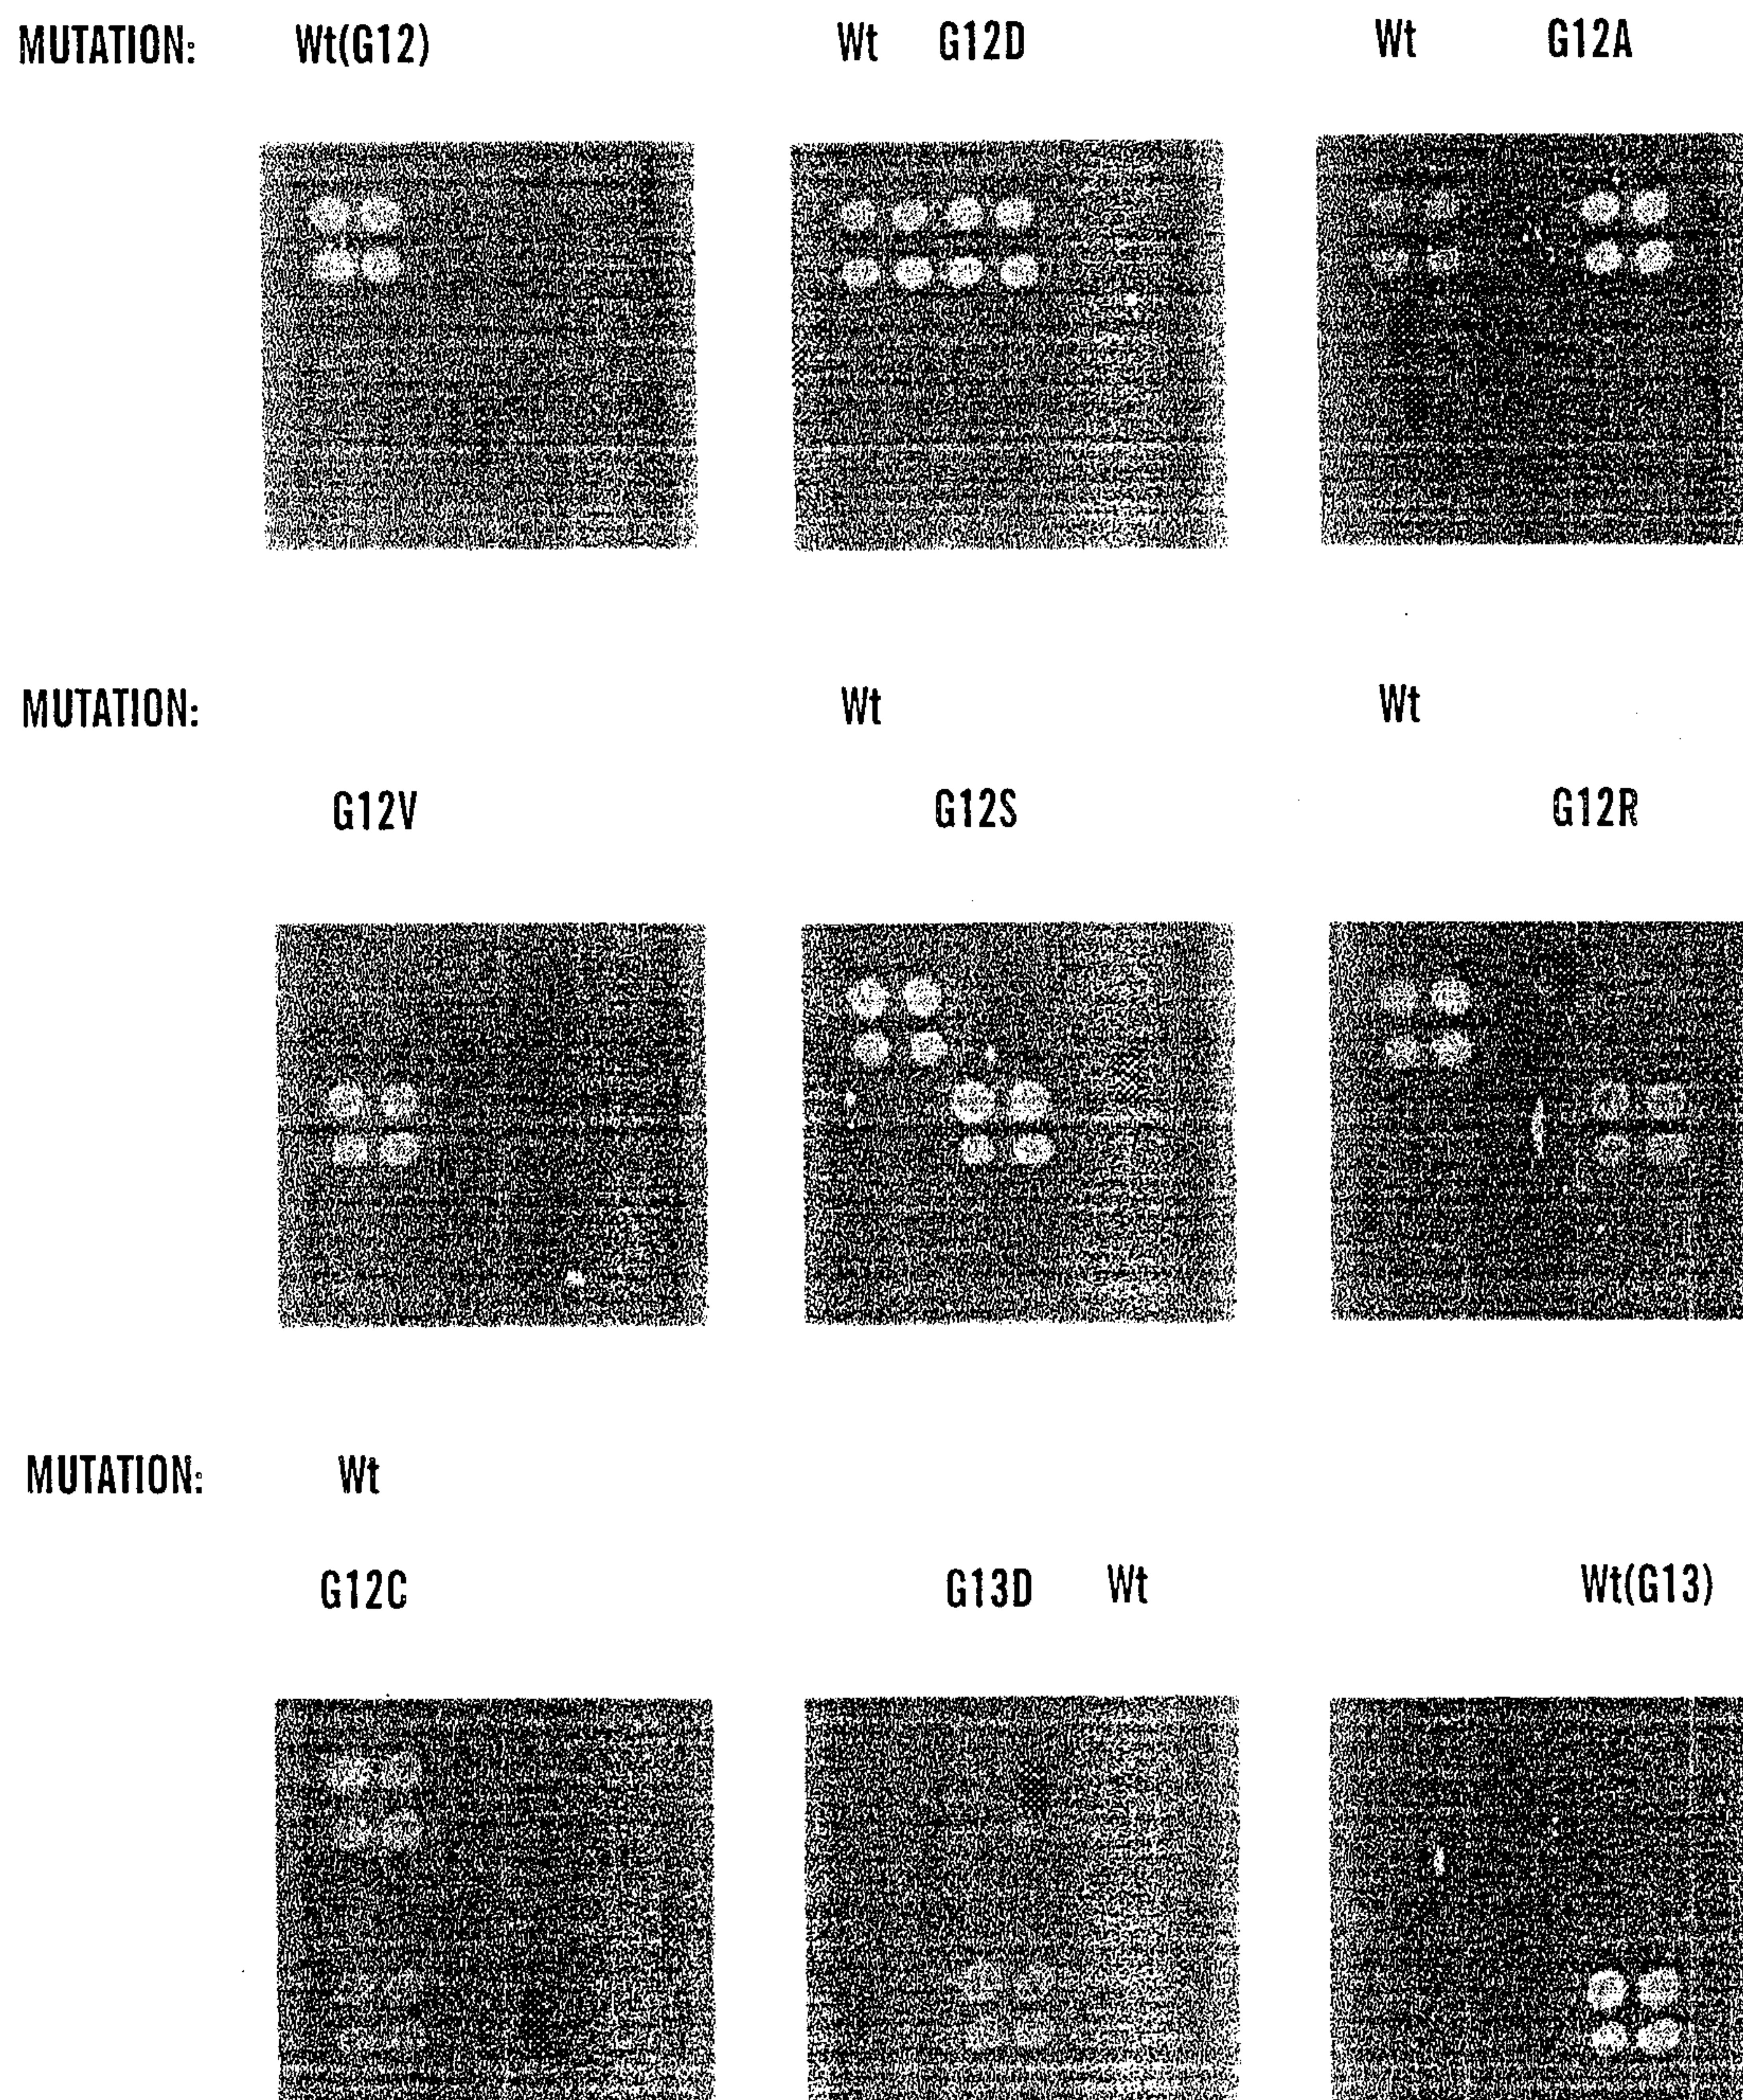 MUTATION: Wt(G12) Wt G12D Wt G12A
MUTATION: Wt Wt
G12V G12S G12R
MUTATION: Wt
G12C G13D Wt Wt(G13)